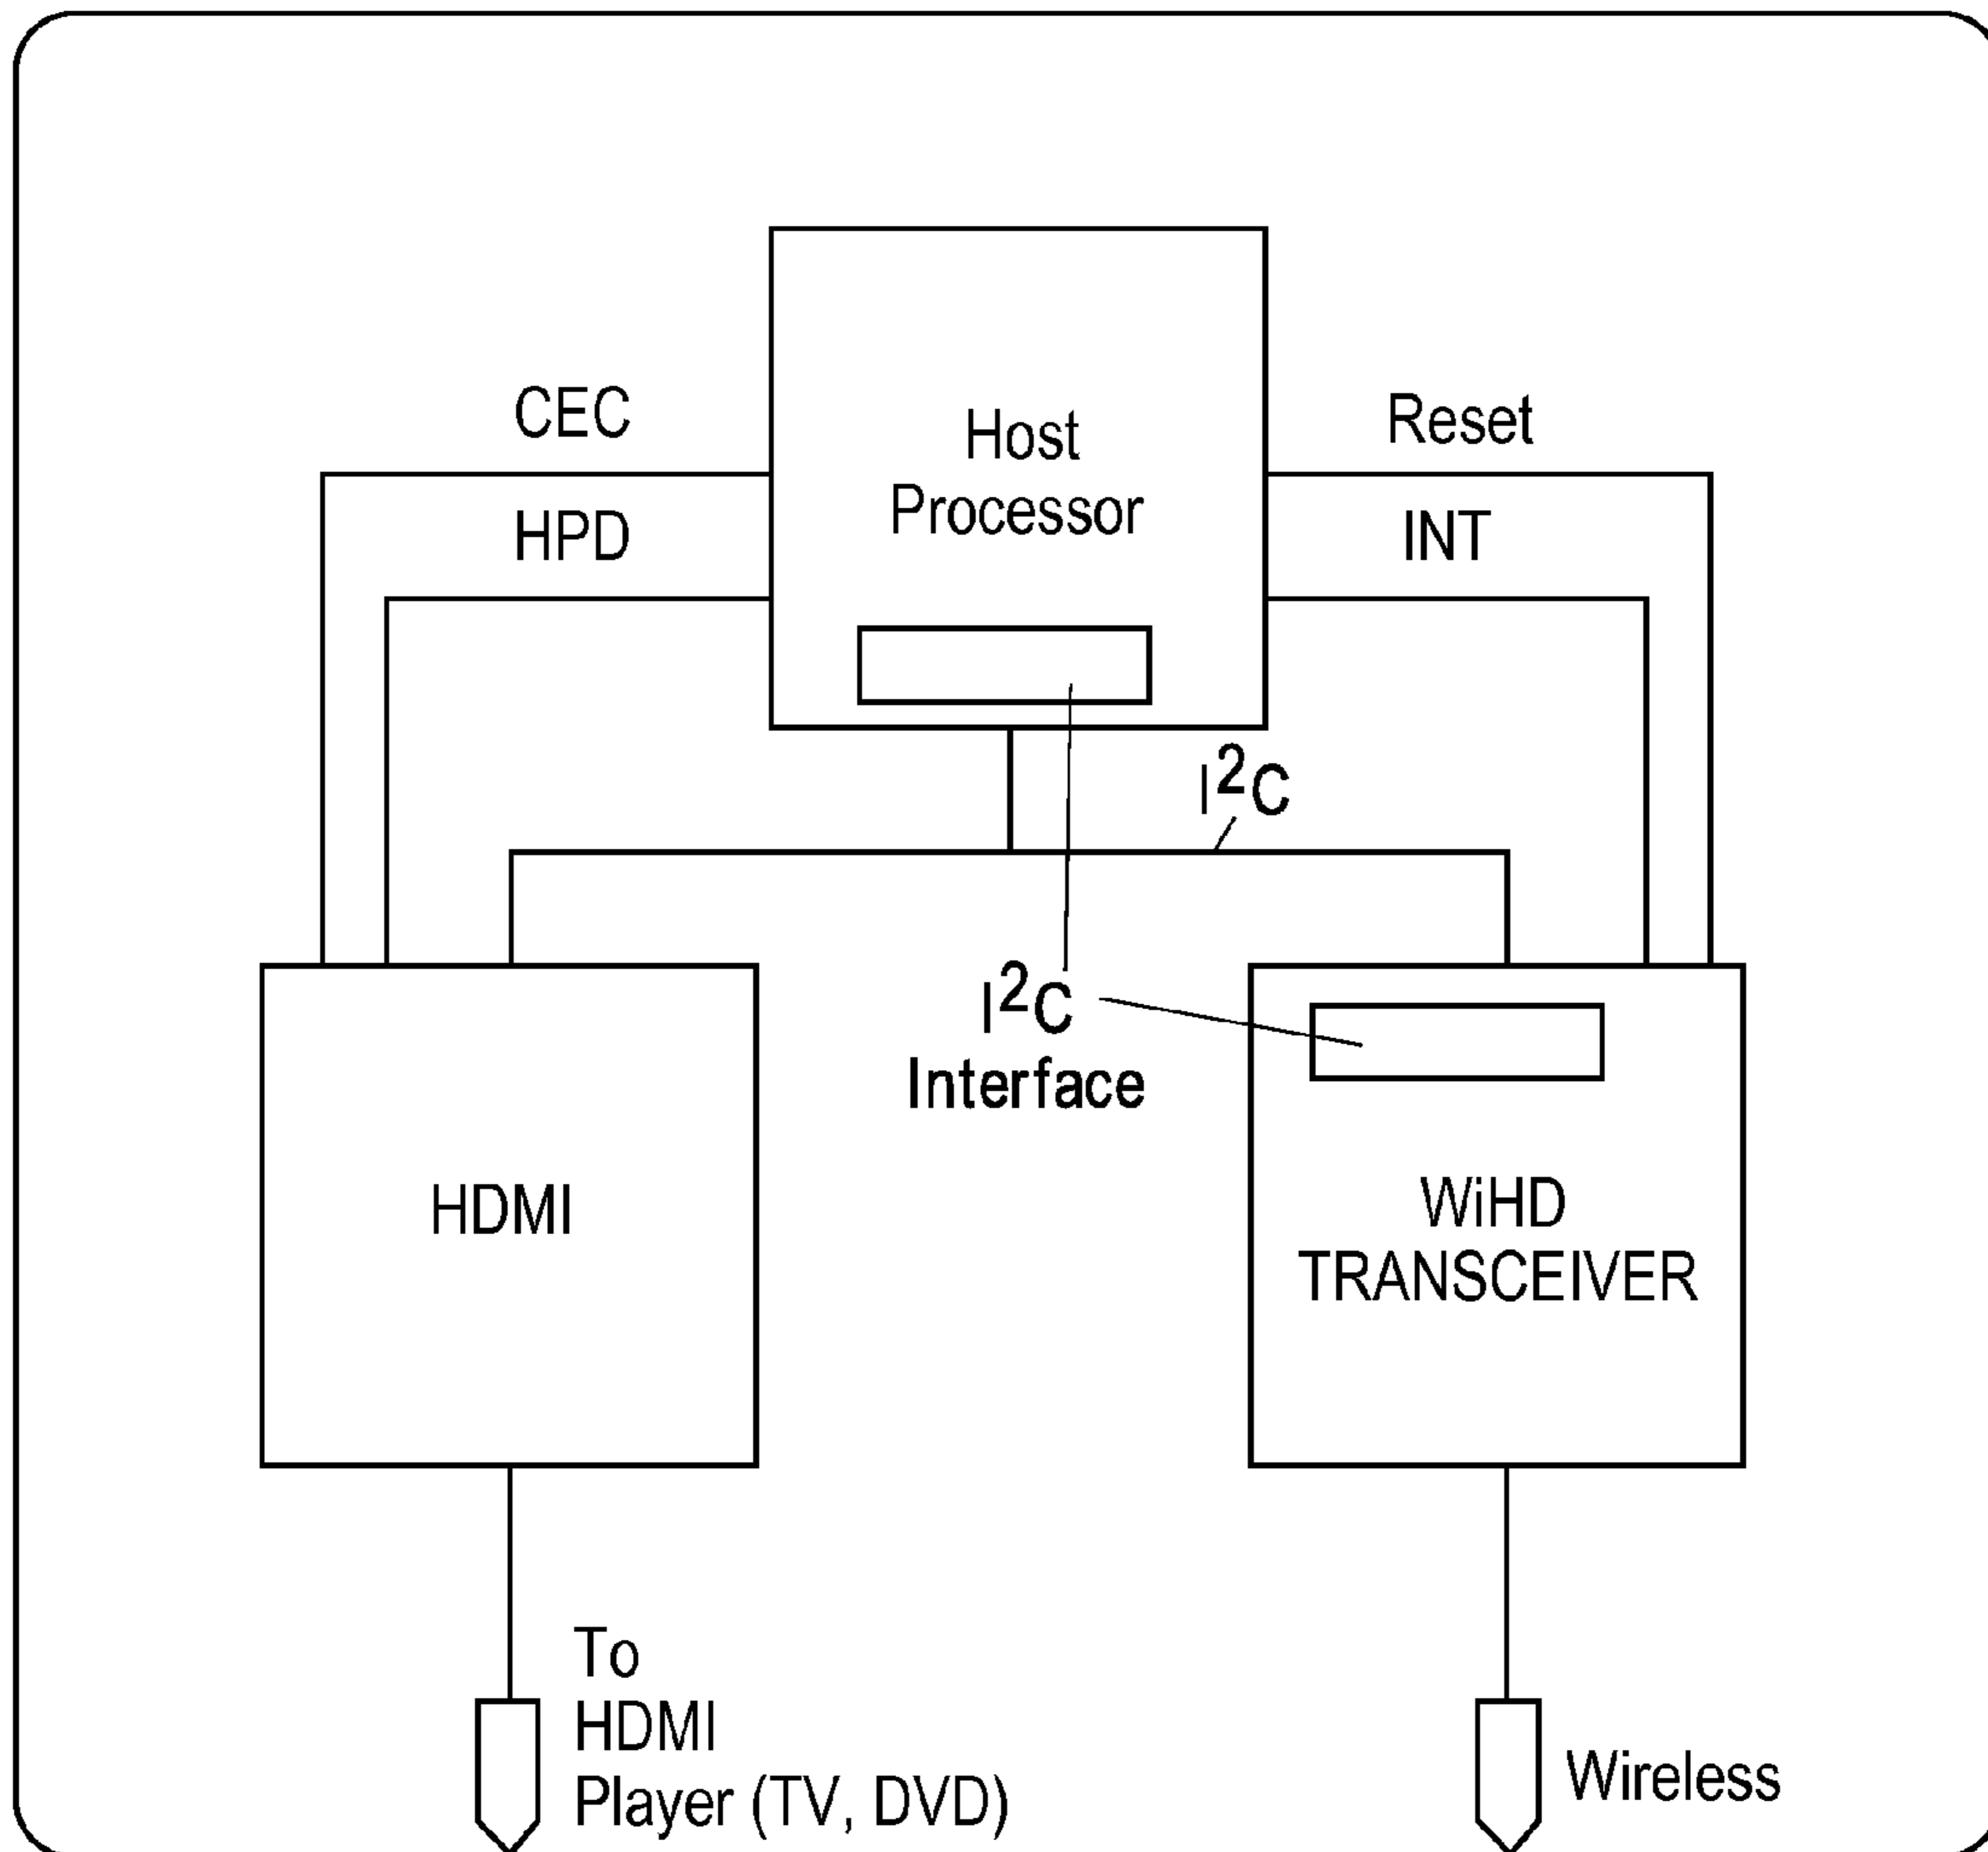 CEC
HPD
Host
Processor
Reset
INT
I²C
I²C
Interface
HDMI
WiHD
TRANSCEIVER
To
HDMI
Player (TV, DVD)
Wireless